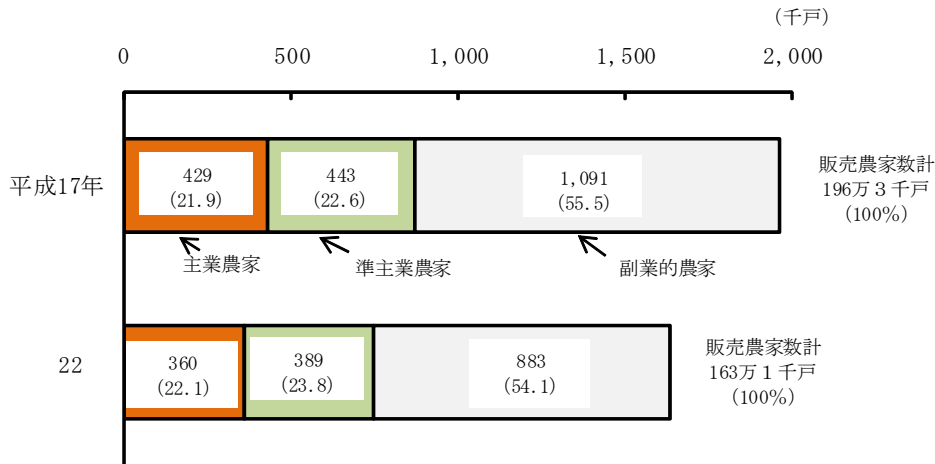 (千戸)
0 500 1,000 1,500 2,000
平成17年
429
(21.9)
443
(22.6)
1,091
(55.5)
販売農家数計
196万3千戸
(100%)
主業農家
準主業農家
副業的農家
22
360
(22.1)
389
(23.8)
883
(54.1)
販売農家数計
163万1千戸
(100%)